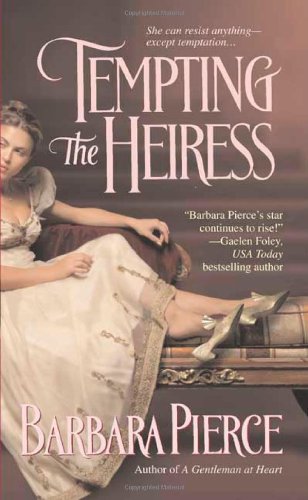 She can resist anything—
except temptation...
TEMPTING
The HEIRESS
“Barbara Pierce’s star
continues to rise!”
—Gaelen Foley,
USA Today
bestselling author
BARBARA PIERCE
Author of A Gentleman at Heart